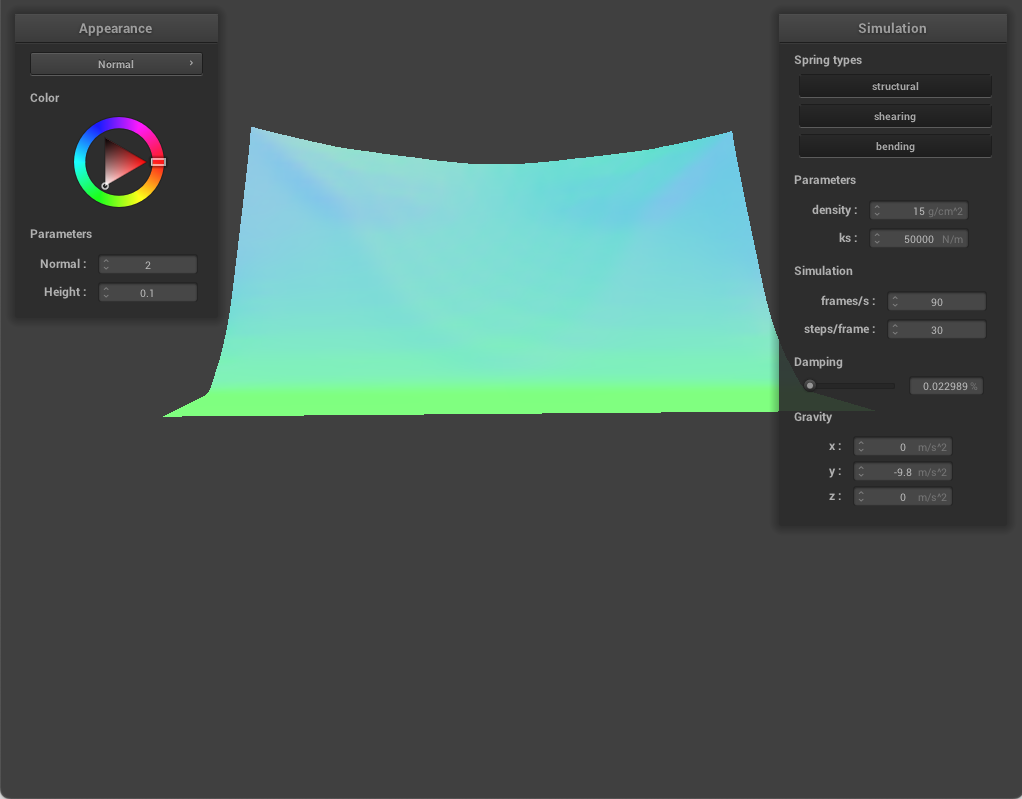 Appearance
Normal
Color
Parameters
Normal : 2
Height : 0.1
Simulation
Spring types
structural
shearing
bending
Parameters
density : 15 g/cm^2
ks : 50000 N/m
Simulation
frames/s : 90
steps/frame : 30
Damping
0.022989 %
Gravity
x : 0 m/s^2
y : -9.8 m/s^2
z : 0 m/s^2